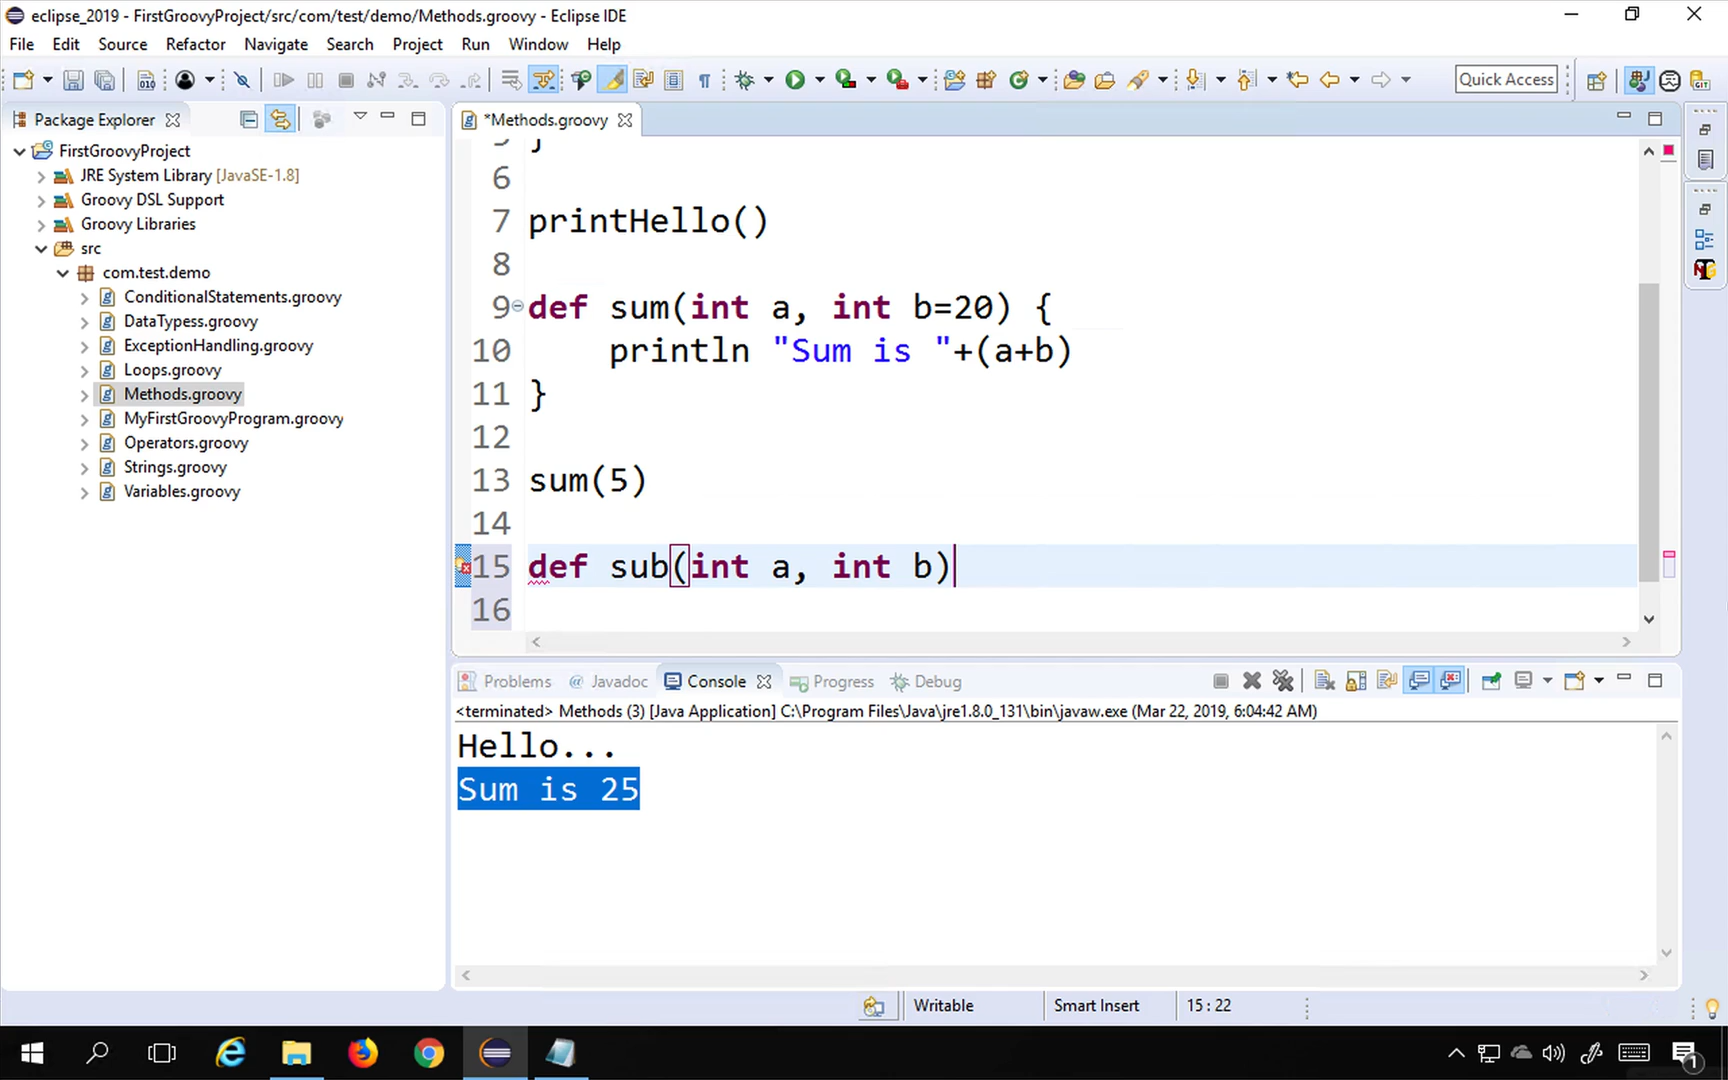 eclipse_2019 - FirstGroovyProject/src/com/test/demo/Methods.groovy - Eclipse IDE
File Edit Source Refactor Navigate Search Project Run Window Help
Quick Access
Package Explorer
FirstGroovyProject
JRE System Library [JavaSE-1.8]
Groovy DSL Support
Groovy Libraries
src
com.test.demo
ConditionalStatements.groovy
DataTypess.groovy
ExceptionHandling.groovy
Loops.groovy
Methods.groovy
MyFirstGroovyProgram.groovy
Operators.groovy
Strings.groovy
Variables.groovy
*Methods.groovy
5 }
6
7 printHello()
8
9 def sum(int a, int b=20) {
10 println "Sum is "+(a+b)
11 }
12
13 sum(5)
14
15 def sub(int a, int b)
16
Problems @ Javadoc Console Progress Debug
<terminated> Methods (3) [Java Application] C:\Program Files\Java\jre1.8.0_131\bin\javaw.exe (Mar 22, 2019, 6:04:42 AM)
Hello...
Sum is 25
Writable Smart Insert 15 : 22
1